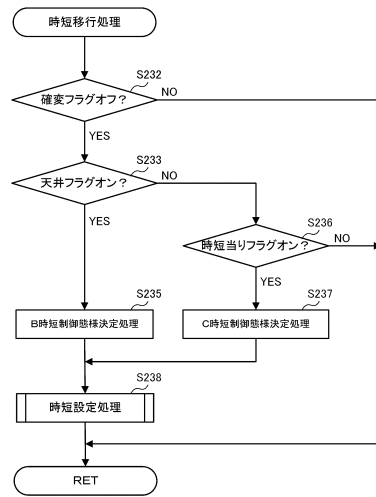 時短移行処理
S232
確変フラグオフ？
NO
YES
S233
天井フラグオン？
NO
YES
S236
時短当りフラグオン？
NO
YES
S235
B時短制御態様決定処理
S237
C時短制御態様決定処理
S238
時短設定処理
RET